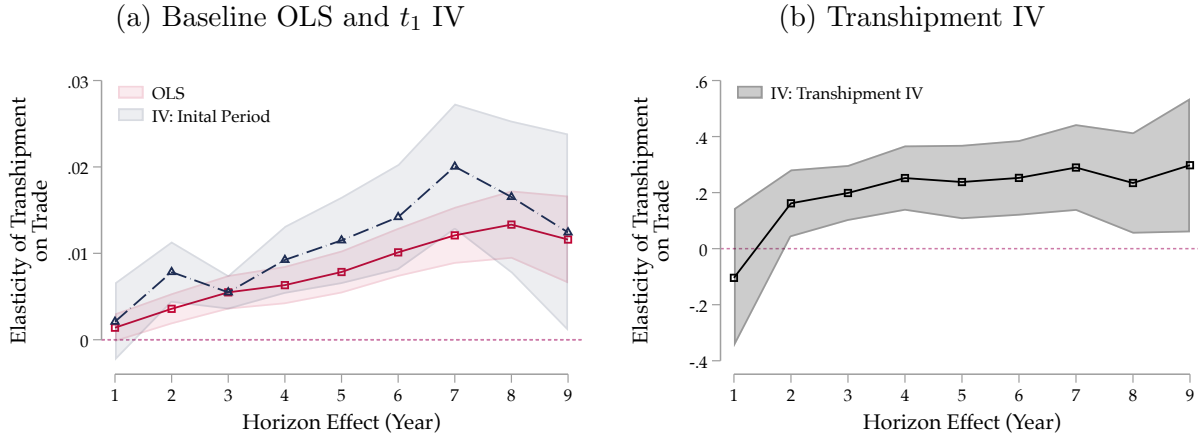 (a) Baseline OLS and t₁ IV
Elasticity of Transhipment
on Trade
.03
.02
.01
0
OLS
IV: Inital Period
1 2 3 4 5 6 7 8 9
Horizon Effect (Year)
(b) Transhipment IV
Elasticity of Transhipment
on Trade
.6
.4
.2
0
-.2
-.4
IV: Transhipment IV
1 2 3 4 5 6 7 8 9
Horizon Effect (Year)